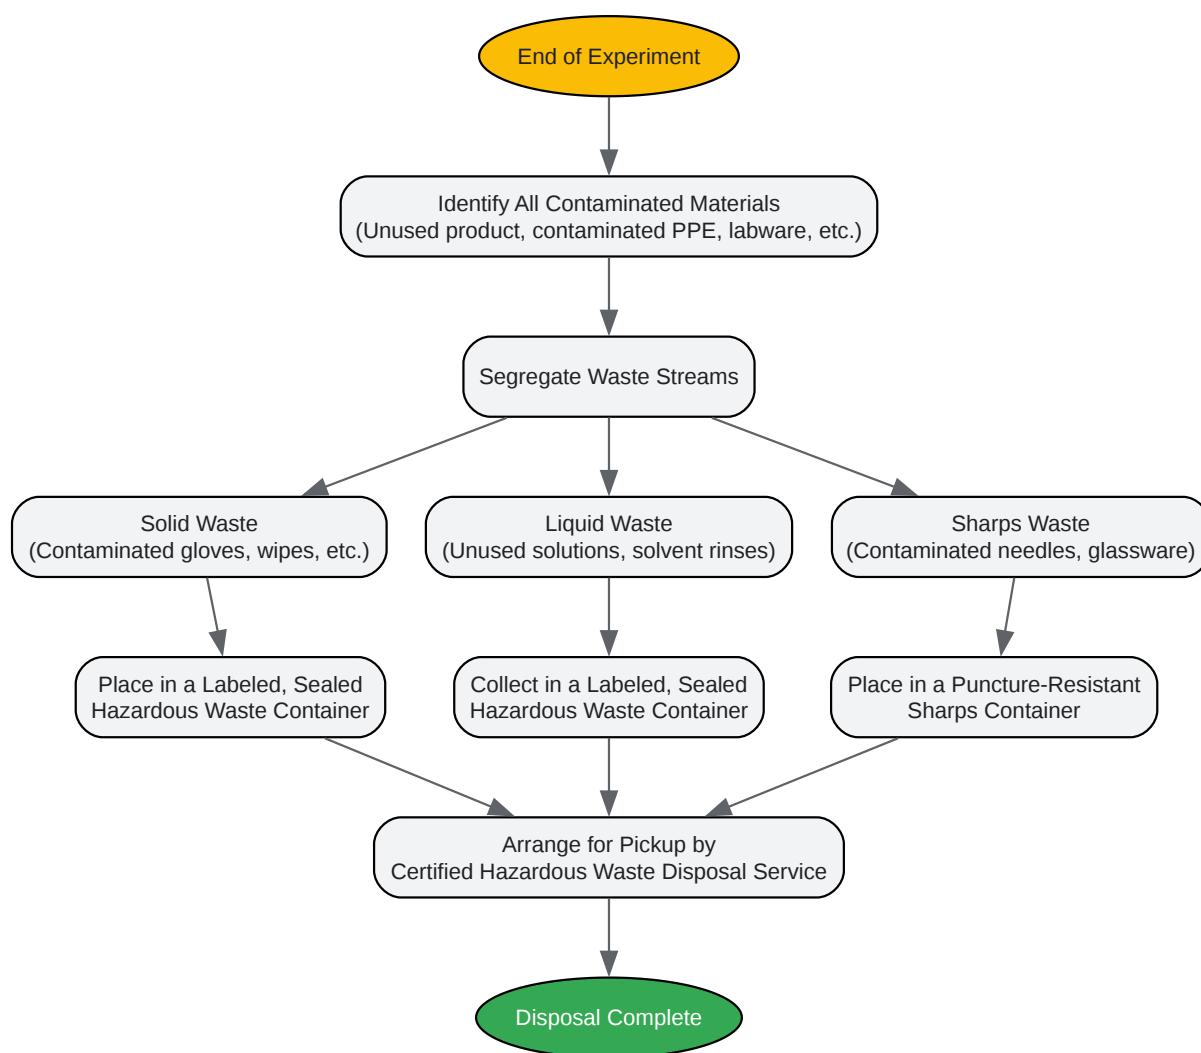 End of Experiment
Identify All Contaminated Materials
(Unused product, contaminated PPE, labware, etc.)
Segregate Waste Streams
Solid Waste
(Contaminated gloves, wipes, etc.)
Liquid Waste
(Unused solutions, solvent rinses)
Sharps Waste
(Contaminated needles, glassware)
Place in a Labeled, Sealed
Hazardous Waste Container
Collect in a Labeled, Sealed
Hazardous Waste Container
Place in a Puncture-Resistant
Sharps Container
Arrange for Pickup by
Certified Hazardous Waste Disposal Service
Disposal Complete